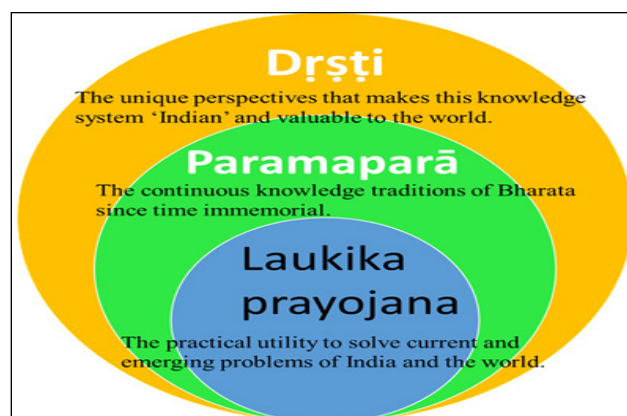 Dṛṣṭi
The unique perspectives that makes this knowledge
system ‘Indian’ and valuable to the world.
Paramaparā
The continuous knowledge traditions of Bharata
since time immemorial.
Laukika
prayojana
The practical utility to solve current and
emerging problems of India and the world.